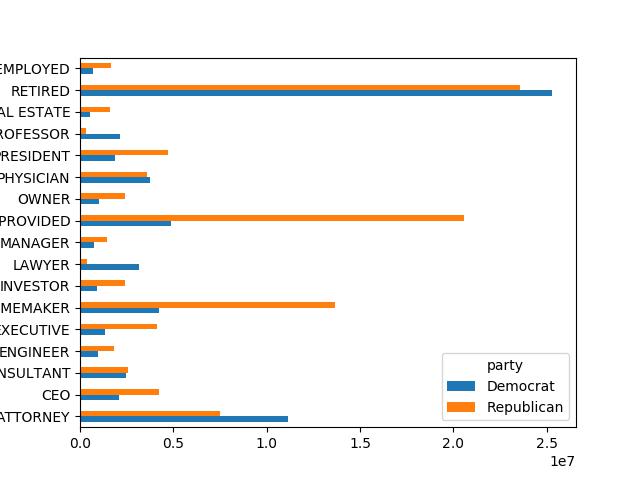 EMPLOYED
RETIRED
AL ESTATE
ROFESSOR
PRESIDENT
PHYSICIAN
OWNER
PROVIDED
MANAGER
LAWYER
INVESTOR
MEMAKER
EXECUTIVE
ENGINEER
NSULTANT
CEO
ATTORNEY
party
Democrat
Republican
0.0 0.5 1.0 1.5 2.0 2.5
1e7